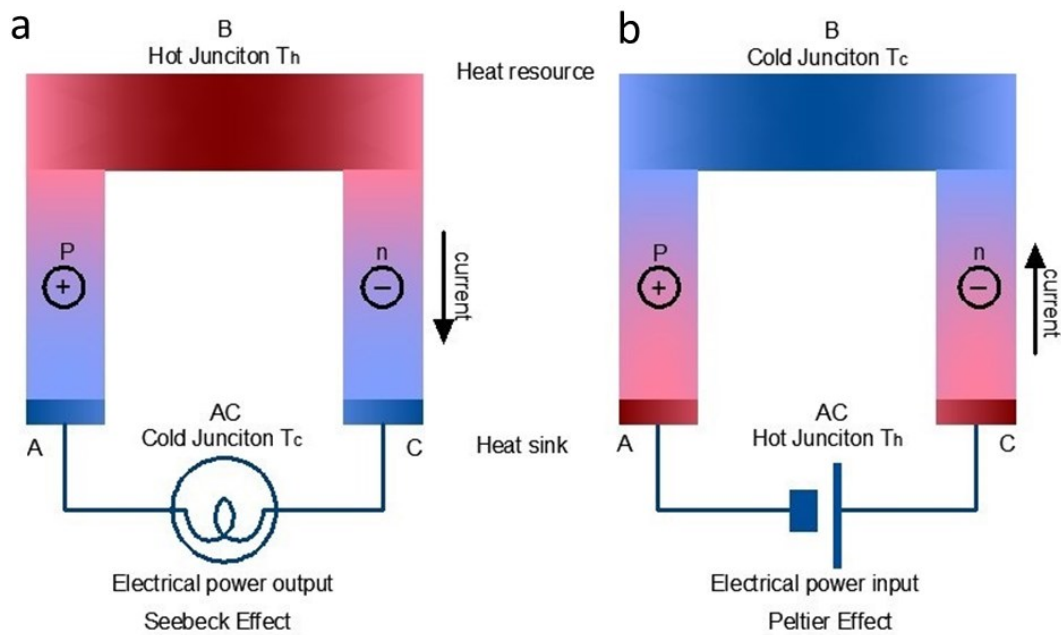 a
B
Hot Junciton Th
P
+
n
−
current
A
AC
Cold Junciton Tc
C
Electrical power output
Seebeck Effect
Heat resource
Heat sink
b
B
Cold Junciton Tc
P
+
n
−
current
A
AC
Hot Junciton Th
C
Electrical power input
Peltier Effect